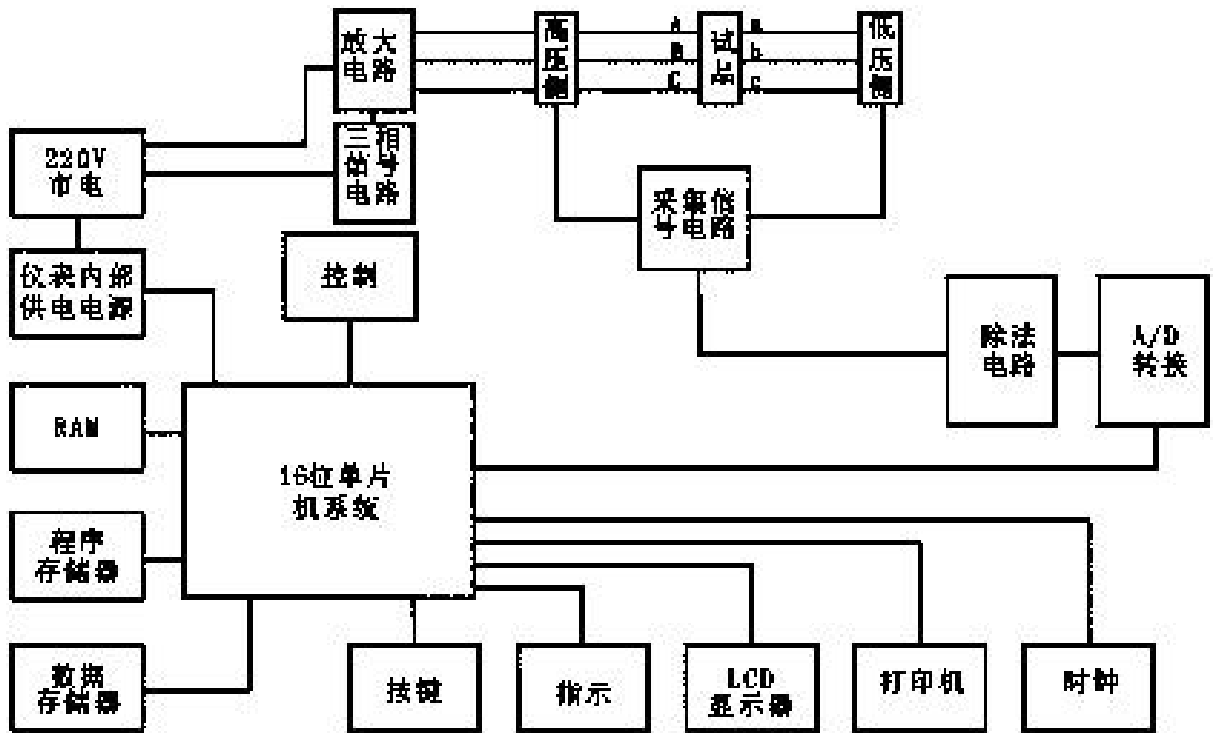 放大
电路
高
压
侧
A
B
C
试
品
a
b
c
低
压
侧
220V
市电
三相
信号
电路
采集信
号电路
仪表内部
供电电源
控制
除法
电路
A/D
转换
RAM
16位单片
机系统
程序
存储器
数据
存储器
按键
指示
LCD
显示器
打印机
时钟